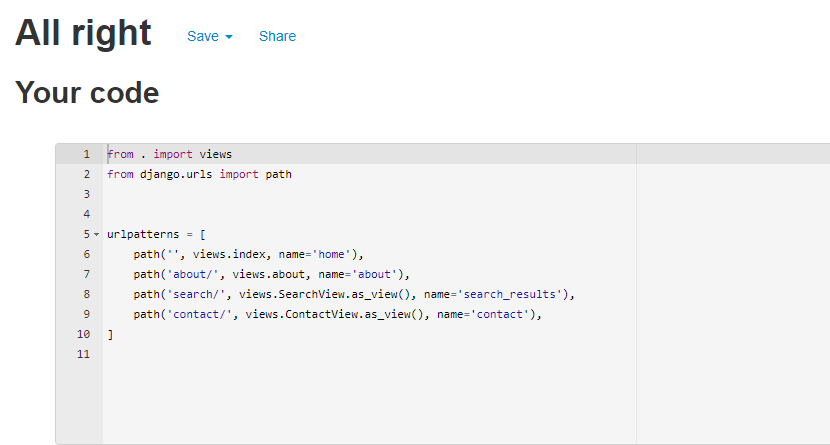 All right Save Share
Your code
1 from . import views
2 from django.urls import path
3
4
5 urlpatterns = [
6     path('', views.index, name='home'),
7     path('about/', views.about, name='about'),
8     path('search/', views.SearchView.as_view(), name='search_results'),
9     path('contact/', views.ContactView.as_view(), name='contact'),
10 ]
11